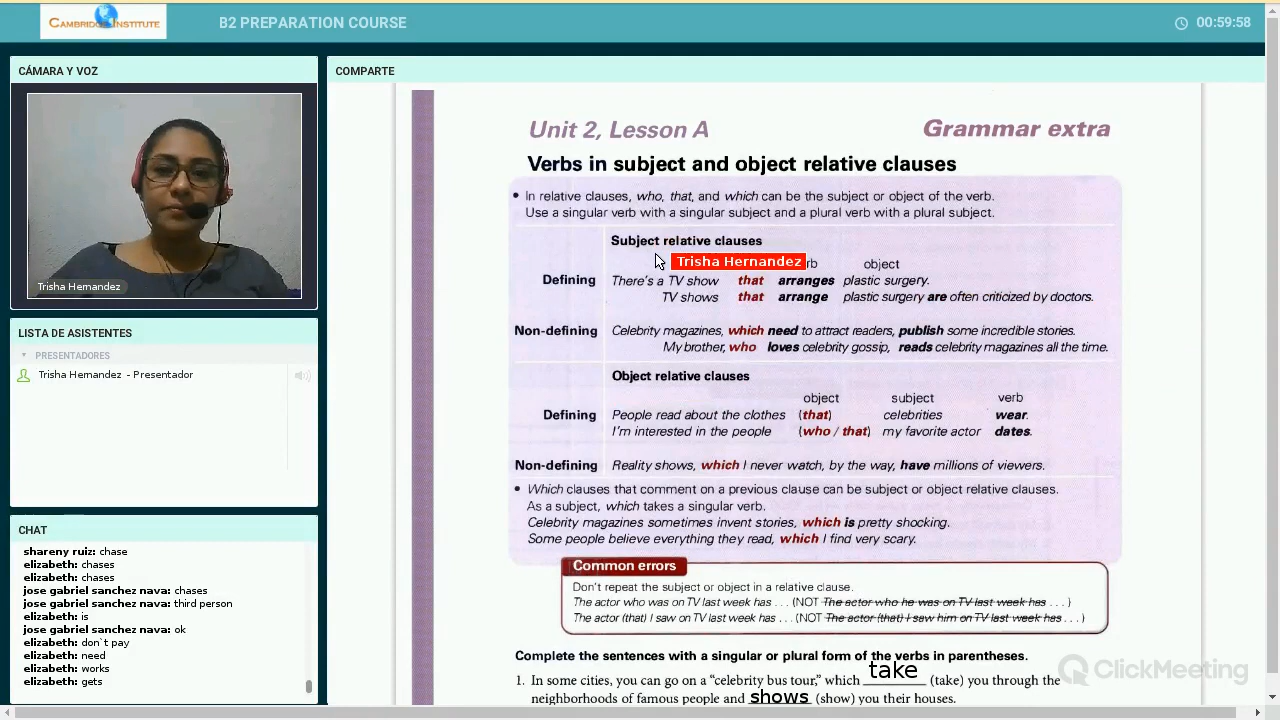 CAMBRIDGE INSTITUTE
B2 PREPARATION COURSE
00:59:58
CÁMARA Y VOZ
Trisha Hernandez
LISTA DE ASISTENTES
PRESENTADORES
Trisha Hernandez - Presentador
CHAT
shareny ruiz: chase
elizabeth: chases
elizabeth: chases
jose gabriel sanchez nava: chases
jose gabriel sanchez nava: third person
elizabeth: is
jose gabriel sanchez nava: ok
elizabeth: don`t pay
elizabeth: need
elizabeth: works
elizabeth: gets
COMPARTE
Unit 2, Lesson A Grammar extra
Verbs in subject and object relative clauses
• In relative clauses, who, that, and which can be the subject or object of the verb.
Use a singular verb with a singular subject and a plural verb with a plural subject.
Subject relative clauses
Trisha Hernandez rb object
Defining There's a TV show that arranges plastic surgery.
TV shows that arrange plastic surgery are often criticized by doctors.
Non-defining Celebrity magazines, which need to attract readers, publish some incredible stories.
My brother, who loves celebrity gossip, reads celebrity magazines all the time.
Object relative clauses
object subject verb
Defining People read about the clothes (that) celebrities wear.
I'm interested in the people (who / that) my favorite actor dates.
Non-defining Reality shows, which I never watch, by the way, have millions of viewers.
• Which clauses that comment on a previous clause can be subject or object relative clauses.
As a subject, which takes a singular verb.
Celebrity magazines sometimes invent stories, which is pretty shocking.
Some people believe everything they read, which I find very scary.
Common errors
Don't repeat the subject or object in a relative clause.
The actor who was on TV last week has . . . (NOT The actor who he was on TV last week has . . . )
The actor (that) I saw on TV last week has . . . (NOT The actor (that) I saw him on TV last week has . . . )
Complete the sentences with a singular or plural form of the verbs in parentheses.
1. In some cities, you can go on a "celebrity bus tour," which take (take) you through the
neighborhoods of famous people and shows (show) you their houses.
ClickMeeting